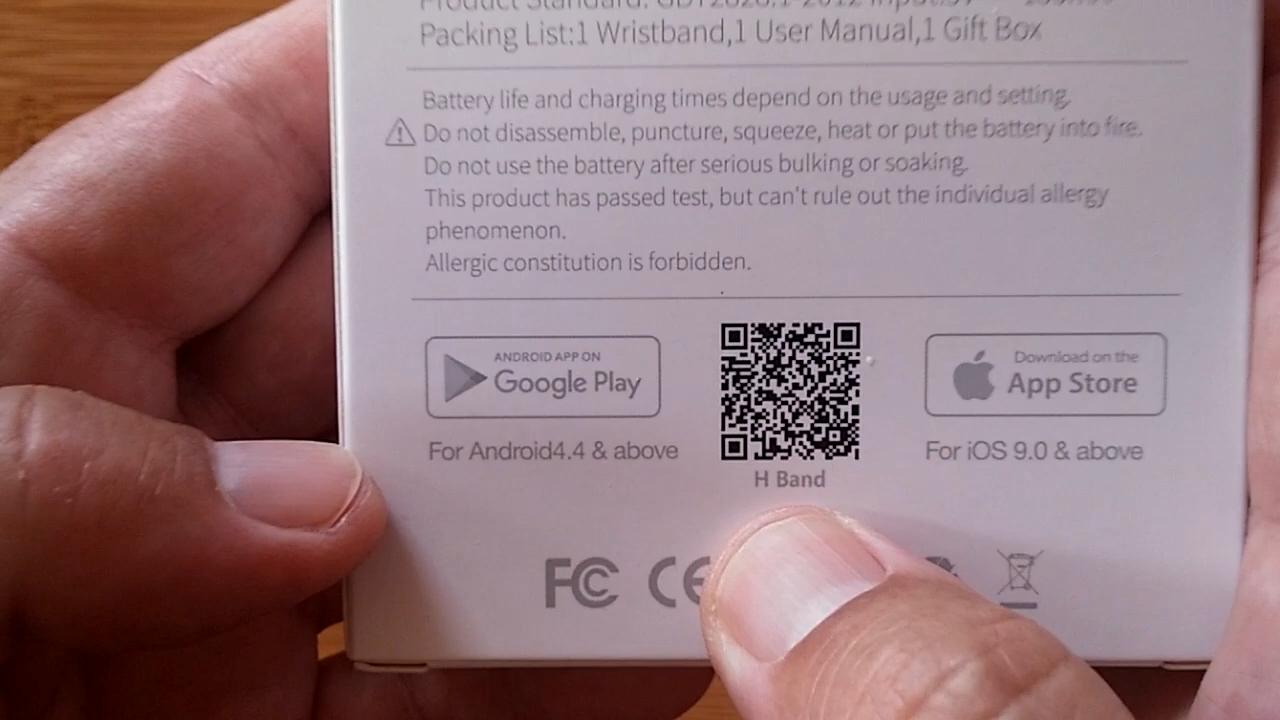 Product Standard: 
Packing List:1 Wristband,1 User Manual,1 Gift Box
Battery life and charging times depend on the usage and setting.
Do not disassemble, puncture, squeeze, heat or put the battery into fire.
Do not use the battery after serious bulking or soaking.
This product has passed test, but can't rule out the individual allergy
phenomenon.
Allergic constitution is forbidden.
ANDROID APP ON
Google Play
Download on the
App Store
For Android4.4 & above
H Band
For iOS 9.0 & above
FC CE